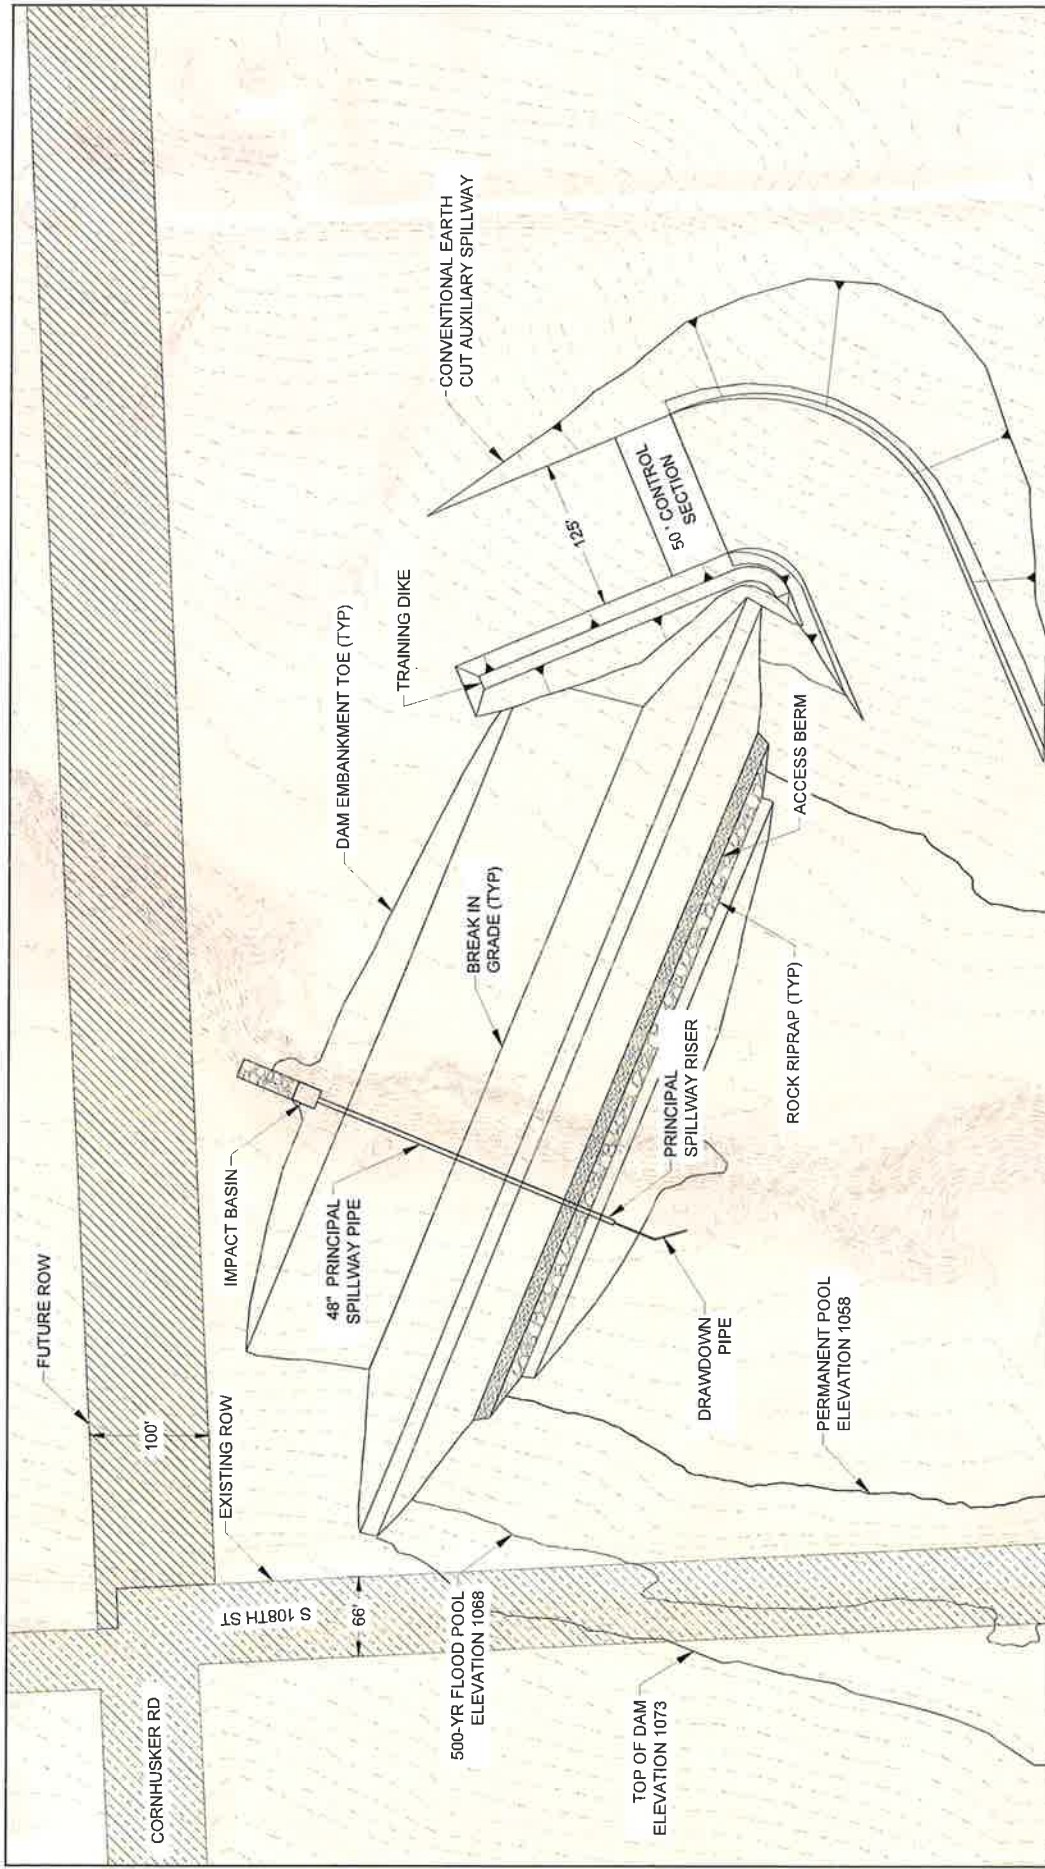 FUTURE ROW
100'
EXISTING ROW
CORNHUSKER RD
S 108TH ST
66'
IMPACT BASIN
48" PRINCIPAL
SPILLWAY PIPE
DAM EMBANKMENT TOE (TYP)
TRAINING DIKE
CONVENTIONAL EARTH
CUT AUXILIARY SPILLWAY
125'
50' CONTROL
SECTION
BREAK IN
GRADE (TYP)
500-YR FLOOD POOL
ELEVATION 1068
TOP OF DAM
ELEVATION 1073
PERMANENT POOL
ELEVATION 1058
DRAWDOWN
PIPE
PRINCIPAL
SPILLWAY RISER
ROCK RIPRAP (TYP)
ACCESS BERM